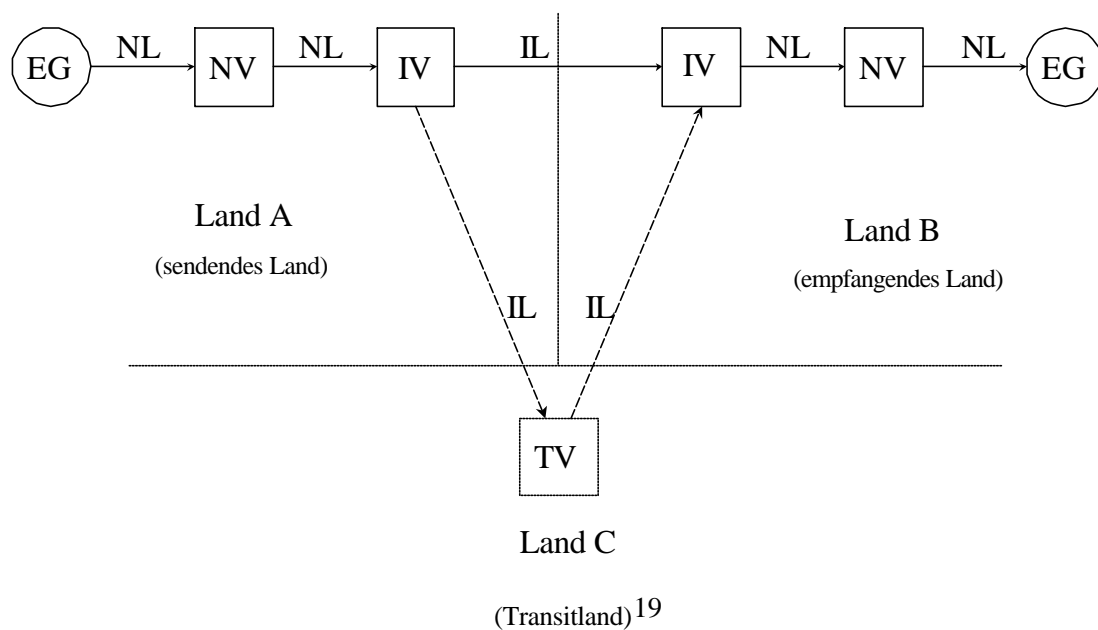 NL NL IL NL NL
EG NV IV IV NV EG
Land A
(sendendes Land)
Land B
(empfangendes Land)
IL IL
TV
Land C
(Transitland)19